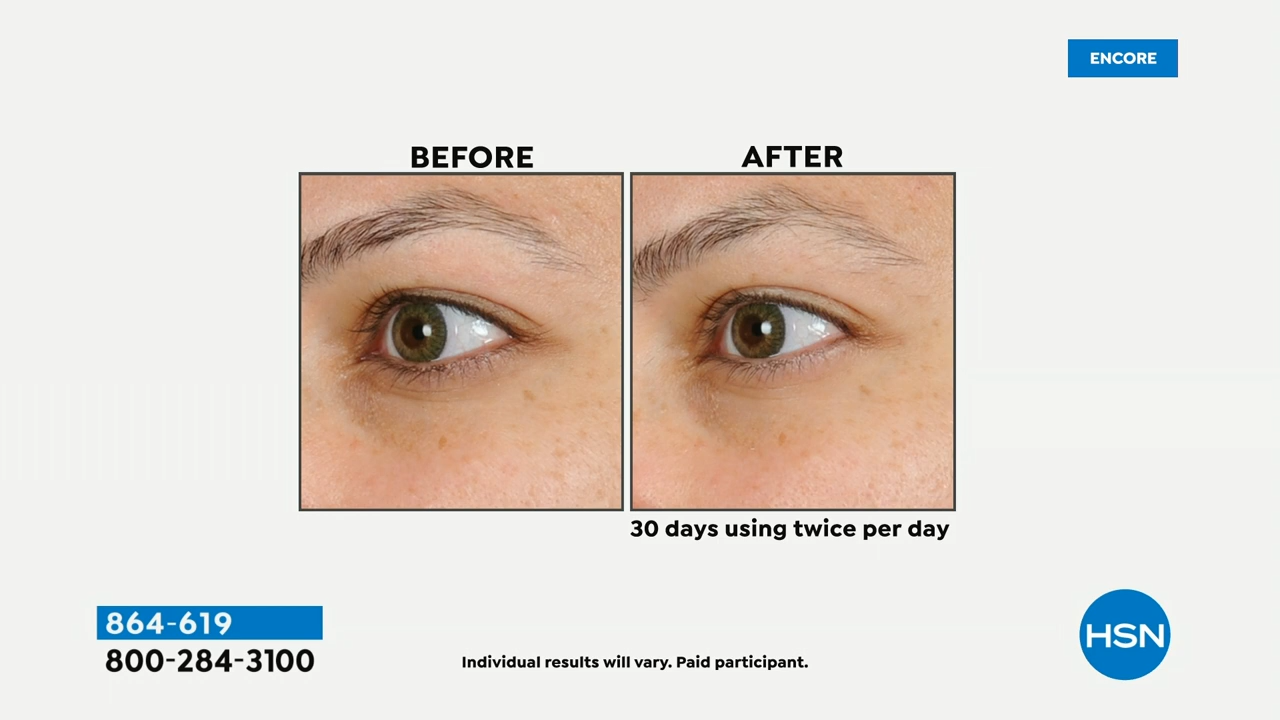 ENCORE
BEFORE
AFTER
30 days using twice per day
864-619
800-284-3100
Individual results will vary. Paid participant.
HSN